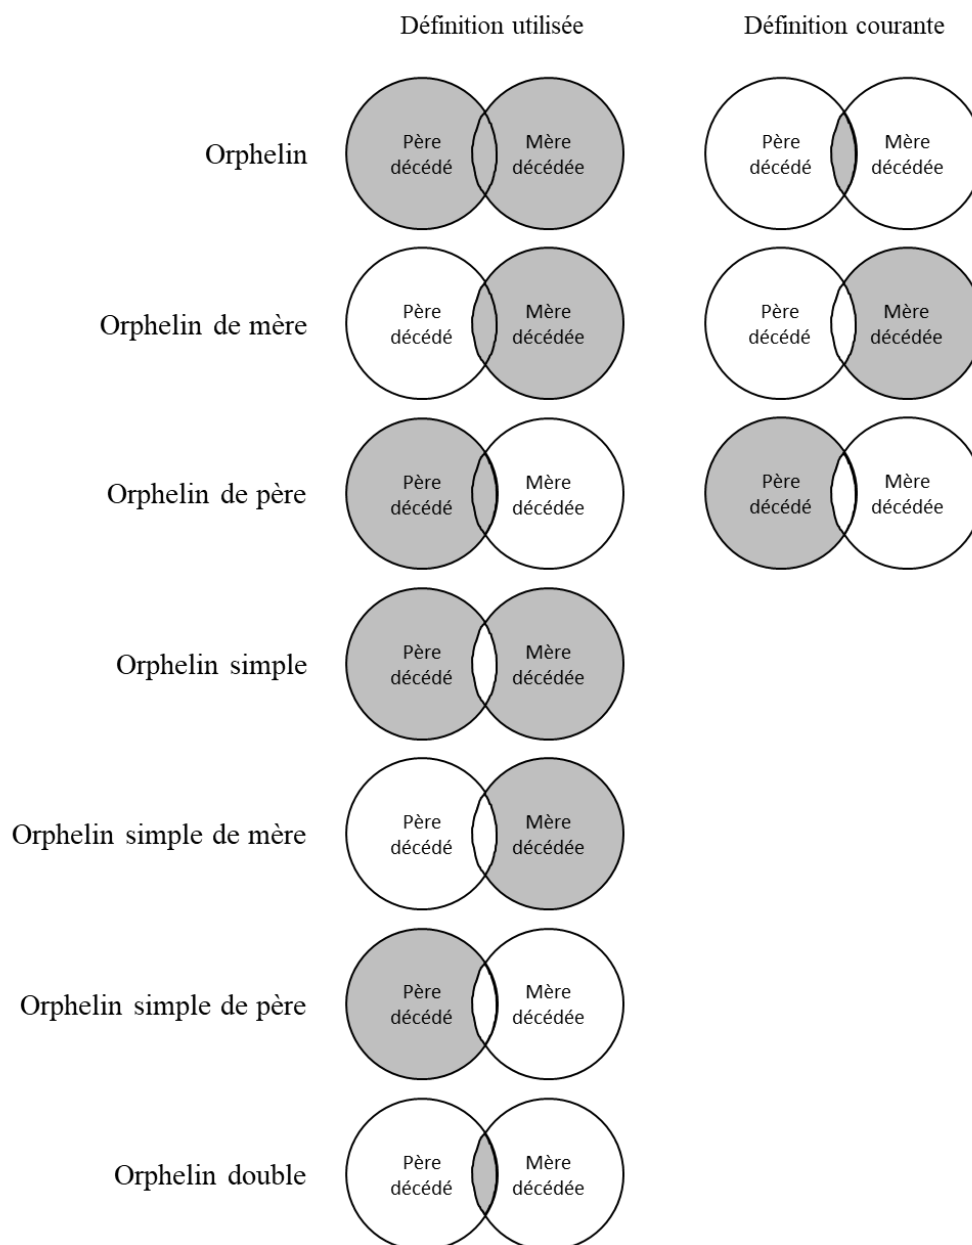 Définition utilisée
Définition courante
Orphelin
Père
décédé
Mère
décédée
Père
décédé
Mère
décédée
Orphelin de mère
Père
décédé
Mère
décédée
Père
décédé
Mère
décédée
Orphelin de père
Père
décédé
Mère
décédée
Père
décédé
Mère
décédée
Orphelin simple
Père
décédé
Mère
décédée
Orphelin simple de mère
Père
décédé
Mère
décédée
Orphelin simple de père
Père
décédé
Mère
décédée
Orphelin double
Père
décédé
Mère
décédée